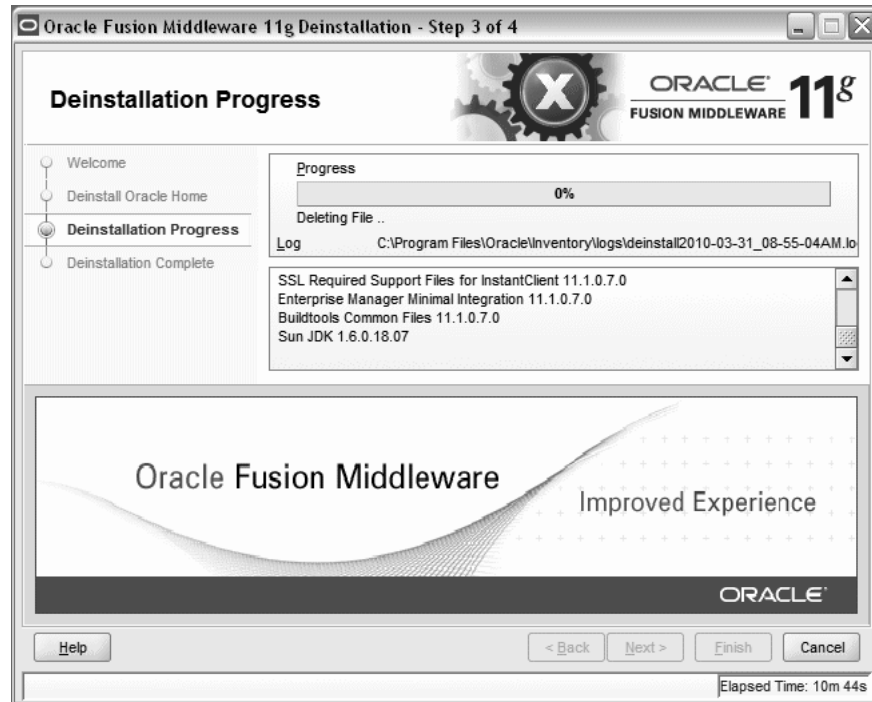 Oracle Fusion Middleware 11g Deinstallation - Step 3 of 4
Deinstallation Progress
ORACLE
FUSION MIDDLEWARE 11g
Welcome
Deinstall Oracle Home
Deinstallation Progress
Deinstallation Complete
Progress
0%
Deleting File ..
Log C:\Program Files\Oracle\Inventory\logs\deinstall2010-03-31_08-55-04AM.lo
SSL Required Support Files for InstantClient 11.1.0.7.0
Enterprise Manager Minimal Integration 11.1.0.7.0
Buildtools Common Files 11.1.0.7.0
Sun JDK 1.6.0.18.07
Oracle Fusion Middleware
Improved Experience
ORACLE
Help < Back Next > Finish Cancel
Elapsed Time: 10m 44s